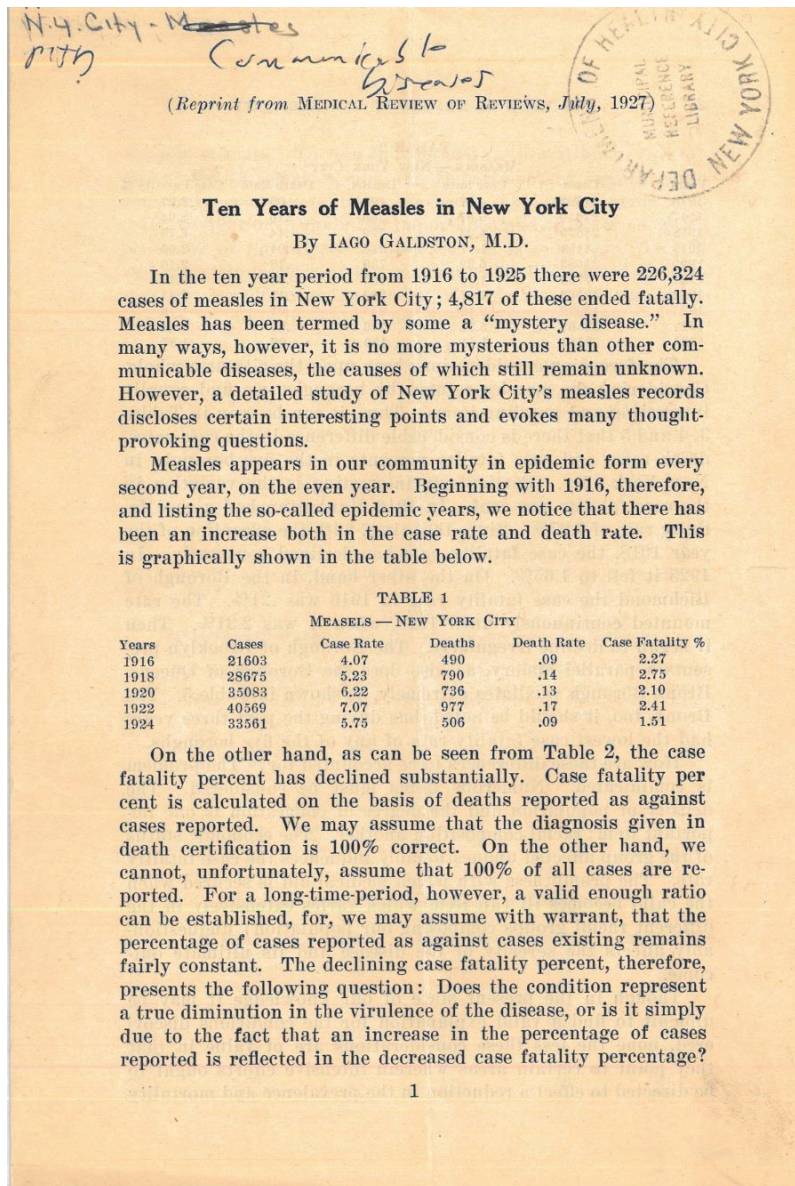 N.Y. City - Measles
Communicable
Diseases
DEPARTMENT OF HEALTH CITY
NEW YORK CITY
MUNICIPAL
REFERENCE
LIBRARY
(Reprint from MEDICAL REVIEW OF REVIEWS, July, 1927)
Ten Years of Measles in New York City
By IAGO GALDSTON, M.D.
In the ten year period from 1916 to 1925 there were 226,324
cases of measles in New York City; 4,817 of these ended fatally.
Measles has been termed by some a “mystery disease.” In
many ways, however, it is no more mysterious than other com-
municable diseases, the causes of which still remain unknown.
However, a detailed study of New York City’s measles records
discloses certain interesting points and evokes many thought-
provoking questions.
Measles appears in our community in epidemic form every
second year, on the even year. Beginning with 1916, therefore,
and listing the so-called epidemic years, we notice that there has
been an increase both in the case rate and death rate. This
is graphically shown in the table below.
TABLE 1
MEASELS — NEW YORK CITY
Years Cases Case Rate Deaths Death Rate Case Fatality %
1916 21603 4.07 490 .09 2.27
1918 28675 5.23 790 .14 2.75
1920 35083 6.22 736 .13 2.10
1922 40569 7.07 977 .17 2.41
1924 33561 5.75 506 .09 1.51
On the other hand, as can be seen from Table 2, the case
fatality percent has declined substantially. Case fatality per
cent is calculated on the basis of deaths reported as against
cases reported. We may assume that the diagnosis given in
death certification is 100% correct. On the other hand, we
cannot, unfortunately, assume that 100% of all cases are re-
ported. For a long-time-period, however, a valid enough ratio
can be established, for, we may assume with warrant, that the
percentage of cases reported as against cases existing remains
fairly constant. The declining case fatality percent, therefore,
presents the following question: Does the condition represent
a true diminution in the virulence of the disease, or is it simply
due to the fact that an increase in the percentage of cases
reported is reflected in the decreased case fatality percentage?
1